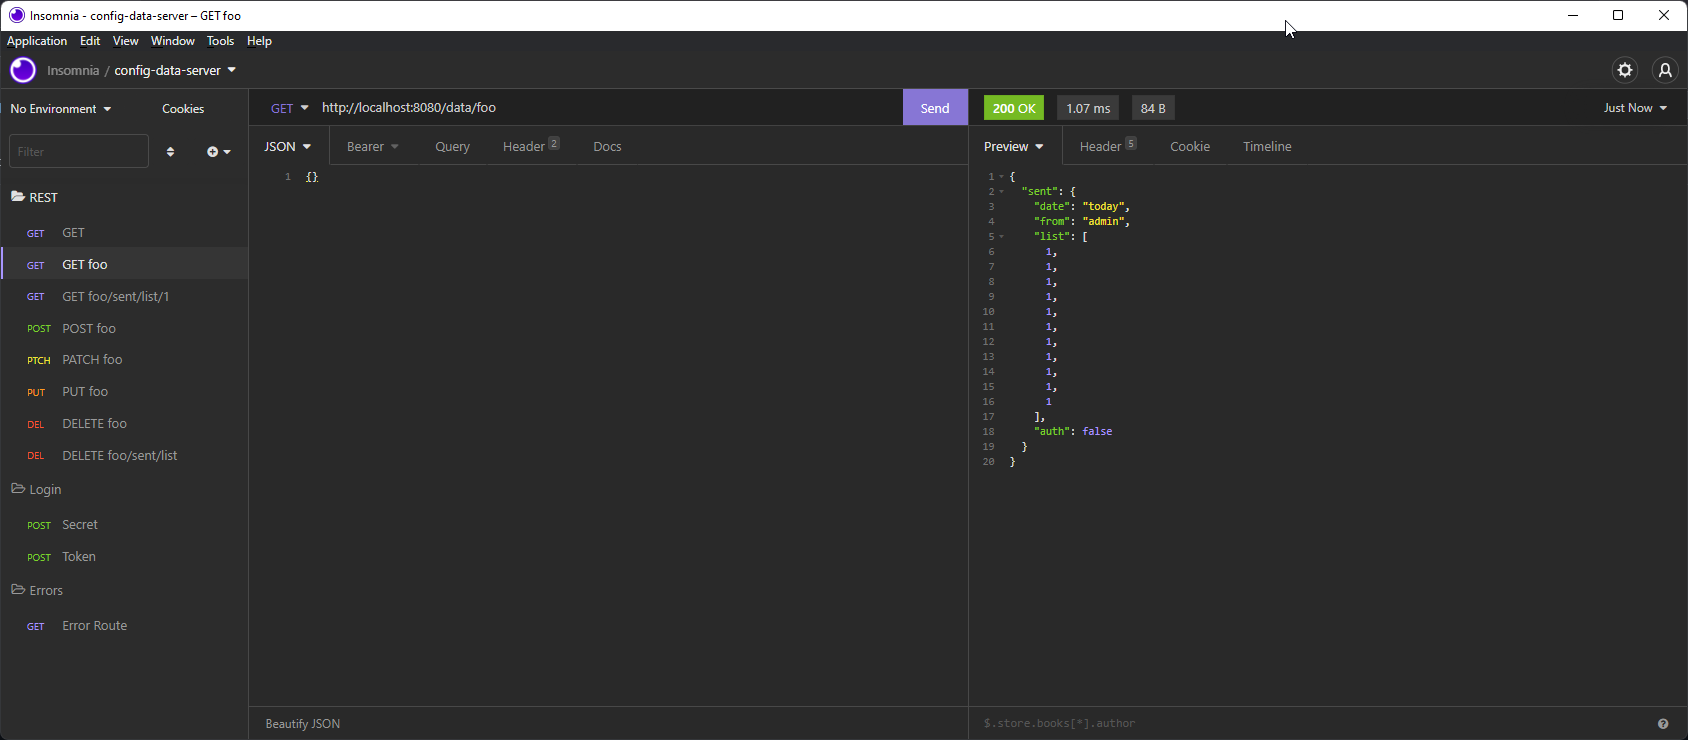 Insomnia - config-data-server – GET foo
Application Edit View Window Tools Help
Insomnia / config-data-server
No Environment Cookies
Filter
REST
GET GET
GET GET foo
GET GET foo/sent/list/1
POST POST foo
PTCH PATCH foo
PUT PUT foo
DEL DELETE foo
DEL DELETE foo/sent/list
Login
POST Secret
POST Token
Errors
GET Error Route
GET http://localhost:8080/data/foo Send
JSON Bearer Query Header 2 Docs
1 {}
Beautify JSON
200 OK 1.07 ms 84 B Just Now
Preview Header 5 Cookie Timeline
1 {
2 "sent": {
3 "date": "today",
4 "from": "admin",
5 "list": [
6 1,
7 1,
8 1,
9 1,
10 1,
11 1,
12 1,
13 1,
14 1,
15 1,
16 1
17 ],
18 "auth": false
19 }
20 }
$.store.books[*].author